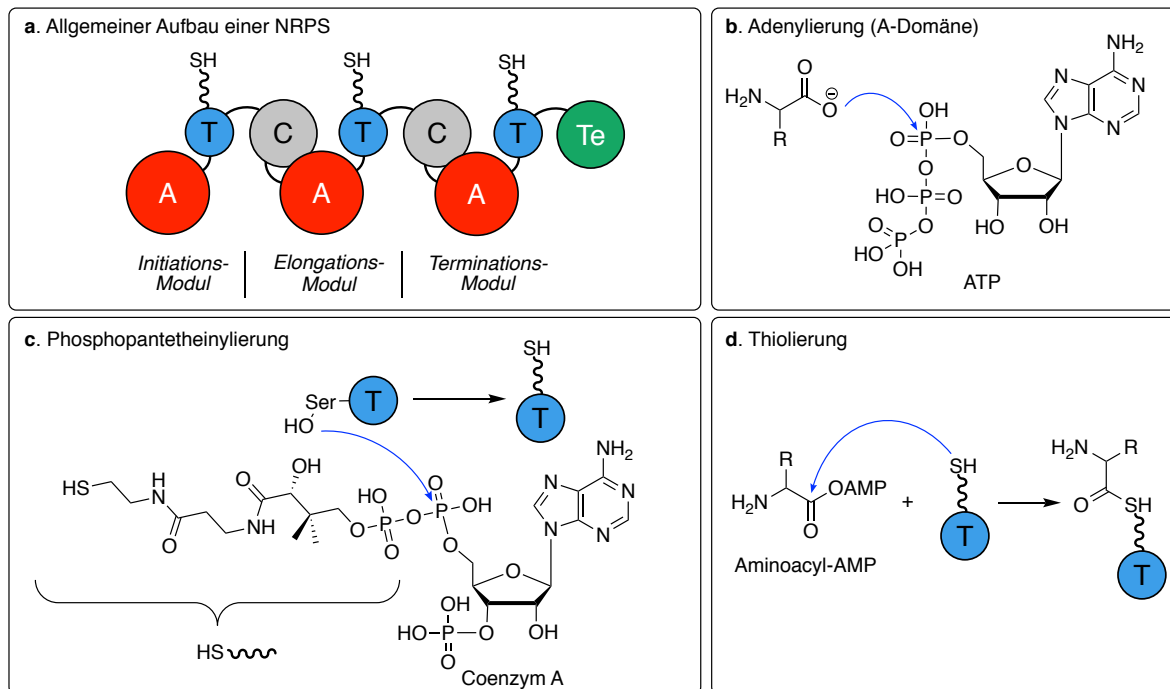 a. Allgemeiner Aufbau einer NRPS
SH
SH
SH
T
C
T
C
T
Te
A
A
A
Initiations-
Modul
Elongations-
Modul
Terminations-
Modul
b. Adenylierung (A-Domäne)
NH2
O
H2N
O
⊖
R
OH
O=P
O
O
HO-P=O
O
O
P
HO
OH
O
HO
OH
N
N
N
N
ATP
c. Phosphopantetheinylierung
SH
Ser
T
HO
T
NH2
HS
H
N
O
O
OH
N
H
O
HO
P
O
O
O
P
OH
O
N
N
N
N
O
OH
HO-P
O
O
OH
HS
Coenzym A
d. Thiolierung
R
H2N
OAMP
O
Aminoacyl-AMP
+
SH
T
H2N
R
O
SH
T